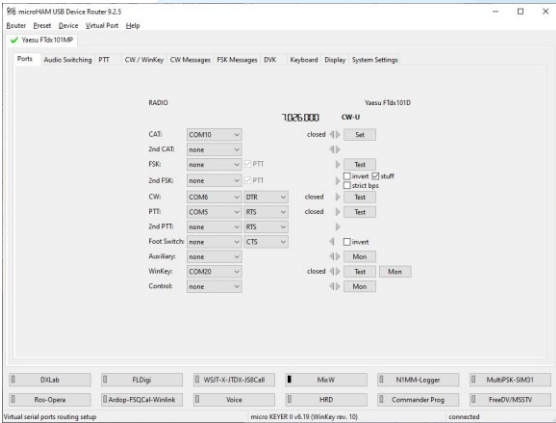 microHAM USB Device Router 9.2.5
Router Preset Device Virtual Port Help
Yaesu FTdx101MP
Ports Audio Switching PTT CW / WinKey CW Messages FSK Messages DVK Keyboard Display System Settings
RADIO Yaesu FTdx101D
7.026.000 CW-U
CAT: COM10 closed Set
2nd CAT: none
FSK: none PTT Test
2nd FSK: none PTT invert stuff
strict bps
CW: COM6 DTR closed Test
PTT: COM5 RTS closed Test
2nd PTT: none RTS
Foot Switch: none CTS invert
Auxiliary: none Mon
WinKey: COM20 closed Test Mon
Control: none Mon
DXLab FLDigi WSJT-X-JTDX-JS8Call MixW N1MM-Logger MultiPSK-SIM31
Ros-Opera Ardop-FSQCal-Winlink Voice HRD Commander Prog FreeDV/MSSTV
Virtual serial ports routing setup micro KEYER II v6.19 (WinKey rev. 10) connected